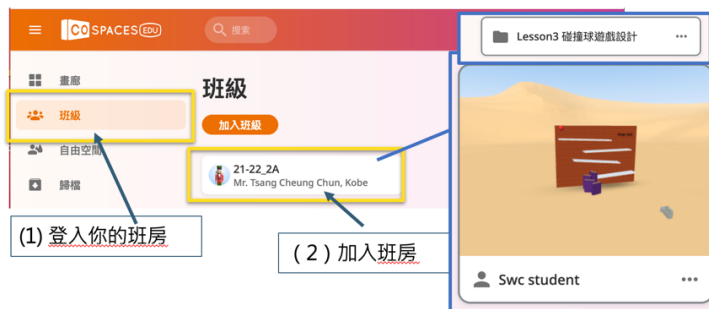 COSPACES EDU
搜索
畫廊
班級
自由空間
歸檔
班級
加入班級
21-22_2A
Mr. Tsang Cheung Chun, Kobe
(1) 登入你的班房
( 2 ) 加入班房
Lesson3 碰撞球遊戲設計
Swc student